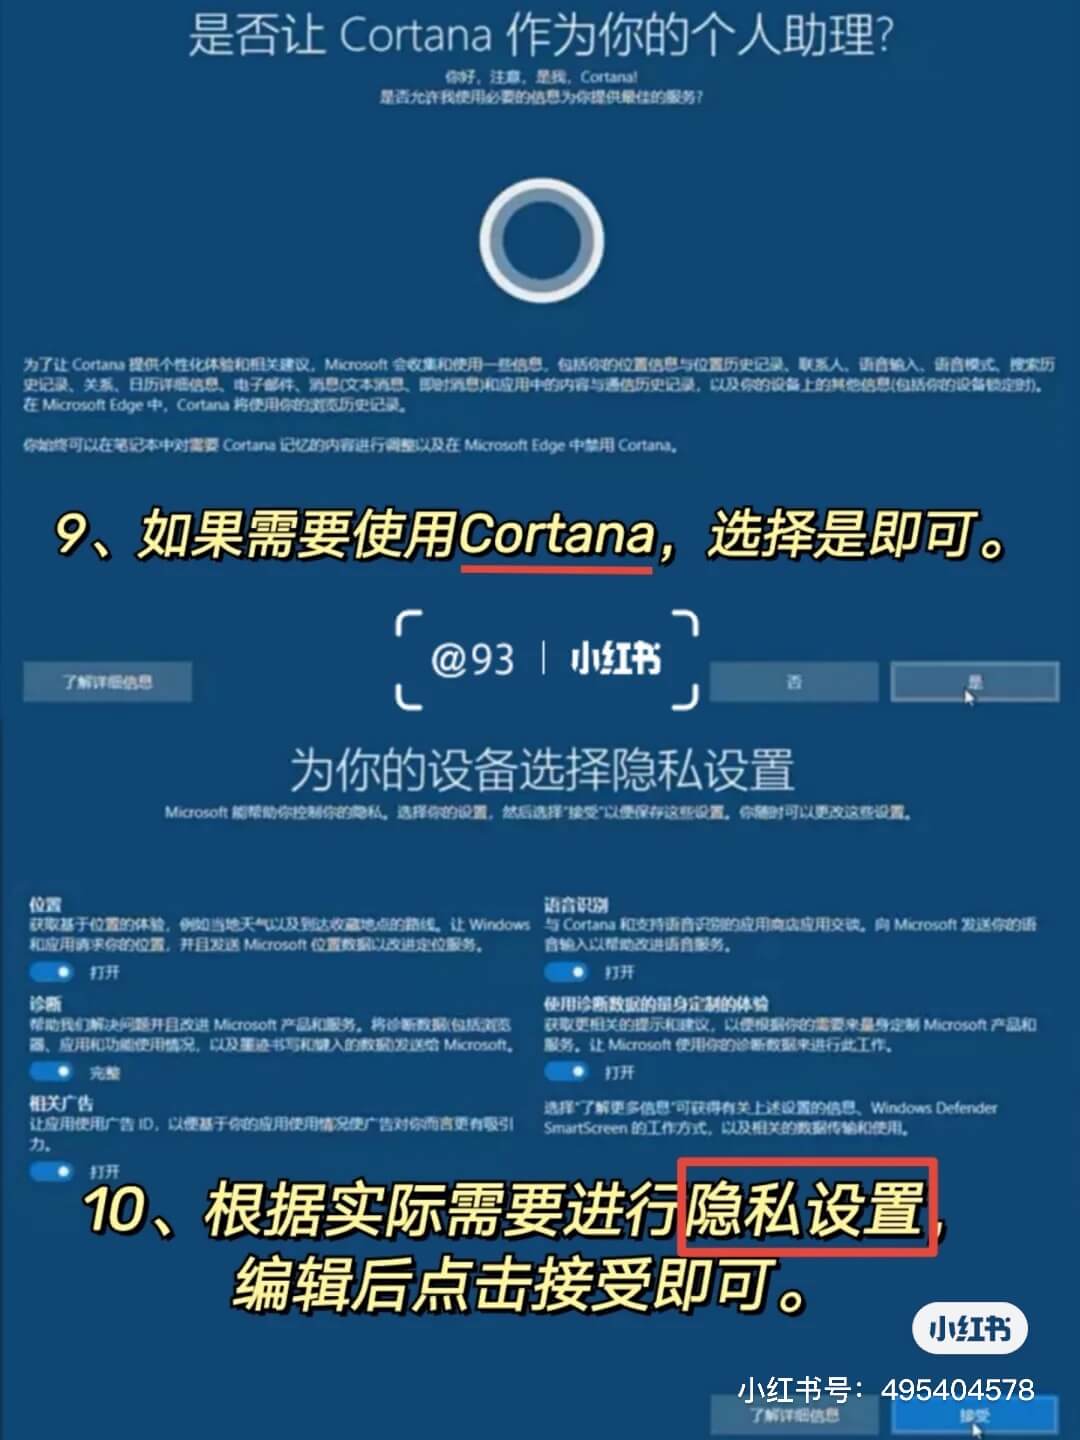 是否让 Cortana 作为你的个人助理?
你好，注意，是我，Cortana!
是否允许我使用必要的信息为你提供最佳的服务?
为了让 Cortana 提供个性化体验和相关建议，Microsoft 会收集和使用一些信息，包括你的位置信息与位置历史记录、联系人、语音输入、语音模式、搜索历
史记录、关系、日历详细信息、电子邮件、消息(文本消息、即时消息)和应用中的内容与通信历史记录，以及你的设备上的其他信息(包括你的设备锁定时)。
在 Microsoft Edge 中，Cortana 将使用你的浏览历史记录。
你始终可以在笔记本中对需要 Cortana 记忆的内容进行调整以及在 Microsoft Edge 中禁用 Cortana。
9、如果需要使用Cortana，选择是即可。
@93 | 小红书
了解详细信息
否
是
为你的设备选择隐私设置
Microsoft 能帮助你控制你的隐私。选择你的设置，然后选择"接受"以便保存这些设置。你随时可以更改这些设置。
位置
获取基于位置的体验，例如当地天气以及到达收藏地点的路线。让 Windows
和应用请求你的位置，并且发送 Microsoft 位置数据以改进定位服务。
打开
语音识别
与 Cortana 和支持语音识别的应用商店应用交谈。向 Microsoft 发送你的语
音输入以帮助改进语音服务。
打开
诊断
帮助我们解决问题并且改进 Microsoft 产品和服务。将诊断数据(包括浏览
器、应用和功能使用情况，以及墨迹书写和键入的数据)发送给 Microsoft。
完整
使用诊断数据的量身定制的体验
获取更相关的提示和建议，以便根据你的需要来量身定制 Microsoft 产品和
服务。让 Microsoft 使用你的诊断数据来进行此工作。
打开
相关广告
让应用使用广告 ID，以便基于你的应用使用情况使广告对你而言更有吸引
力。
打开
选择"了解更多信息"可获得有关上述设置的信息、Windows Defender
SmartScreen 的工作方式，以及相关的数据传输和使用。
10、根据实际需要进行隐私设置，
编辑后点击接受即可。
小红书
小红书号：495404578
了解详细信息
接受